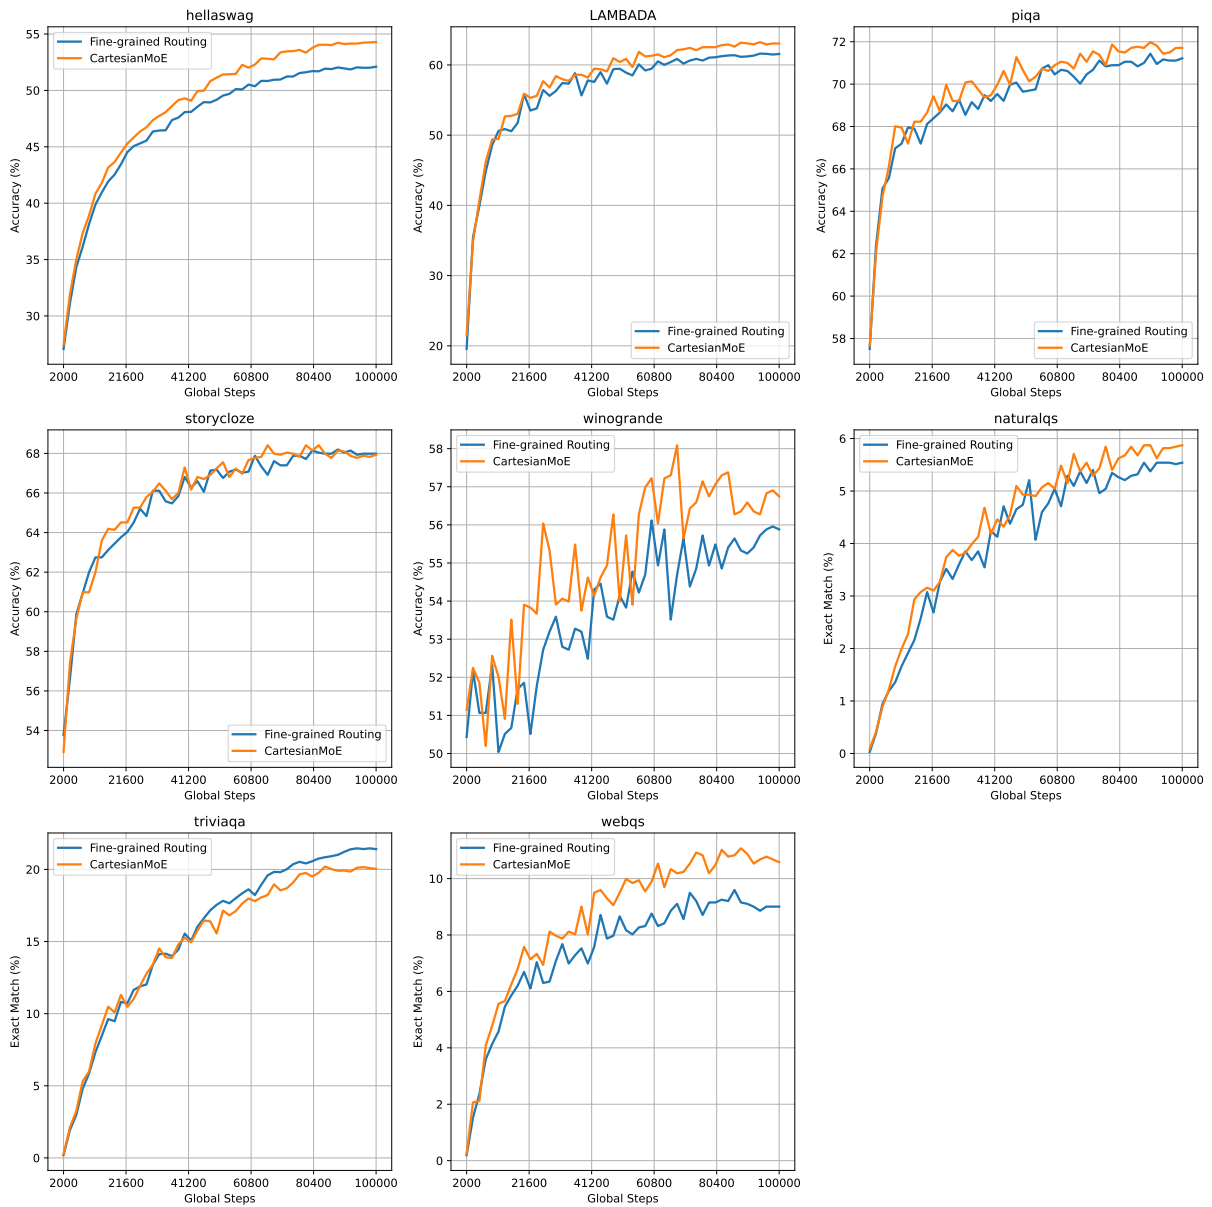 hellaswag
55
50
45
40
35
30
Accuracy (%)
Fine-grained Routing
CartesianMoE
2000 21600 41200 60800 80400 100000
Global Steps
LAMBADA
60
50
40
30
20
Accuracy (%)
Fine-grained Routing
CartesianMoE
2000 21600 41200 60800 80400 100000
Global Steps
piqa
72
70
68
66
64
62
60
58
Accuracy (%)
Fine-grained Routing
CartesianMoE
2000 21600 41200 60800 80400 100000
Global Steps
storycloze
68
66
64
62
60
58
56
54
Accuracy (%)
Fine-grained Routing
CartesianMoE
2000 21600 41200 60800 80400 100000
Global Steps
winogrande
58
57
56
55
54
53
52
51
50
Accuracy (%)
Fine-grained Routing
CartesianMoE
2000 21600 41200 60800 80400 100000
Global Steps
naturalqs
6
5
4
3
2
1
0
Exact Match (%)
Fine-grained Routing
CartesianMoE
2000 21600 41200 60800 80400 100000
Global Steps
triviaqa
20
15
10
5
0
Exact Match (%)
Fine-grained Routing
CartesianMoE
2000 21600 41200 60800 80400 100000
Global Steps
webqs
10
8
6
4
2
0
Exact Match (%)
Fine-grained Routing
CartesianMoE
2000 21600 41200 60800 80400 100000
Global Steps